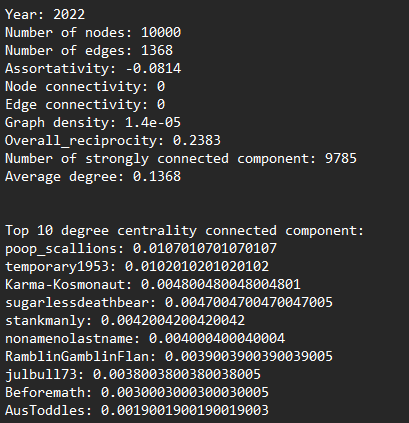 Year: 2022
Number of nodes: 10000
Number of edges: 1368
Assortativity: -0.0814
Node connectivity: 0
Edge connectivity: 0
Graph density: 1.4e-05
Overall_reciprocity: 0.2383
Number of strongly connected component: 9785
Average degree: 0.1368
Top 10 degree centrality connected component:
poop_scallions: 0.0107010701070107
temporary1953: 0.0102010201020102
Karma-Kosmonaut: 0.004800480048004801
sugarlessdeathbear: 0.0047004700470047005
stankmanly: 0.0042004200420042
nonamenolastname: 0.004000400040004
RamblinGamblinFlan: 0.0039003900390039005
julbull73: 0.0038003800380038005
Beforemath: 0.0030003000300030005
AusToddles: 0.0019001900190019003